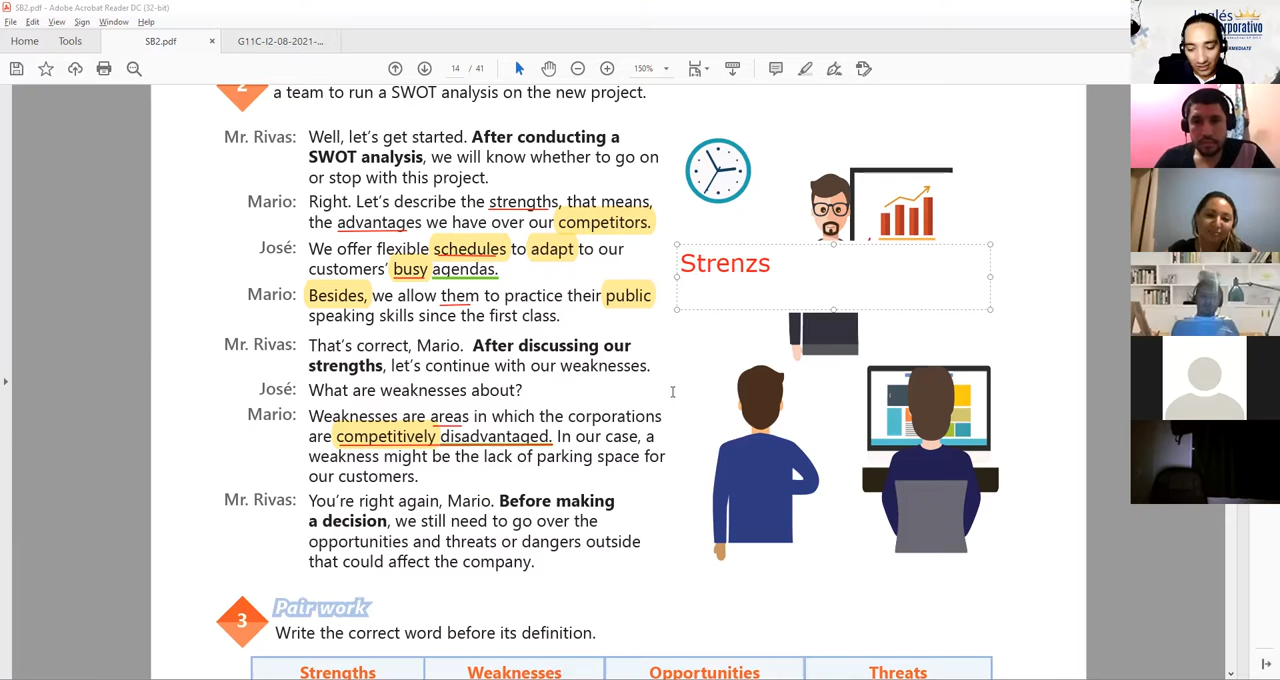 SB2.pdf - Adobe Acrobat Reader DC (32-bit)
File Edit View Sign Window Help
Home Tools SB2.pdf × G11C-I2-08-2021-...
14 / 41 150%
a team to run a SWOT analysis on the new project.
Mr. Rivas: Well, let's get started. After conducting a
SWOT analysis, we will know whether to go on
or stop with this project.
Mario: Right. Let's describe the strengths, that means,
the advantages we have over our competitors.
José: We offer flexible schedules to adapt to our
customers' busy agendas.
Mario: Besides, we allow them to practice their public
speaking skills since the first class.
Mr. Rivas: That's correct, Mario. After discussing our
strengths, let's continue with our weaknesses.
José: What are weaknesses about?
Mario: Weaknesses are areas in which the corporations
are competitively disadvantaged. In our case, a
weakness might be the lack of parking space for
our customers.
Mr. Rivas: You're right again, Mario. Before making
a decision, we still need to go over the
opportunities and threats or dangers outside
that could affect the company.
Strenzs
3 Pair work
Write the correct word before its definition.
Strengths Weaknesses Opportunities Threats